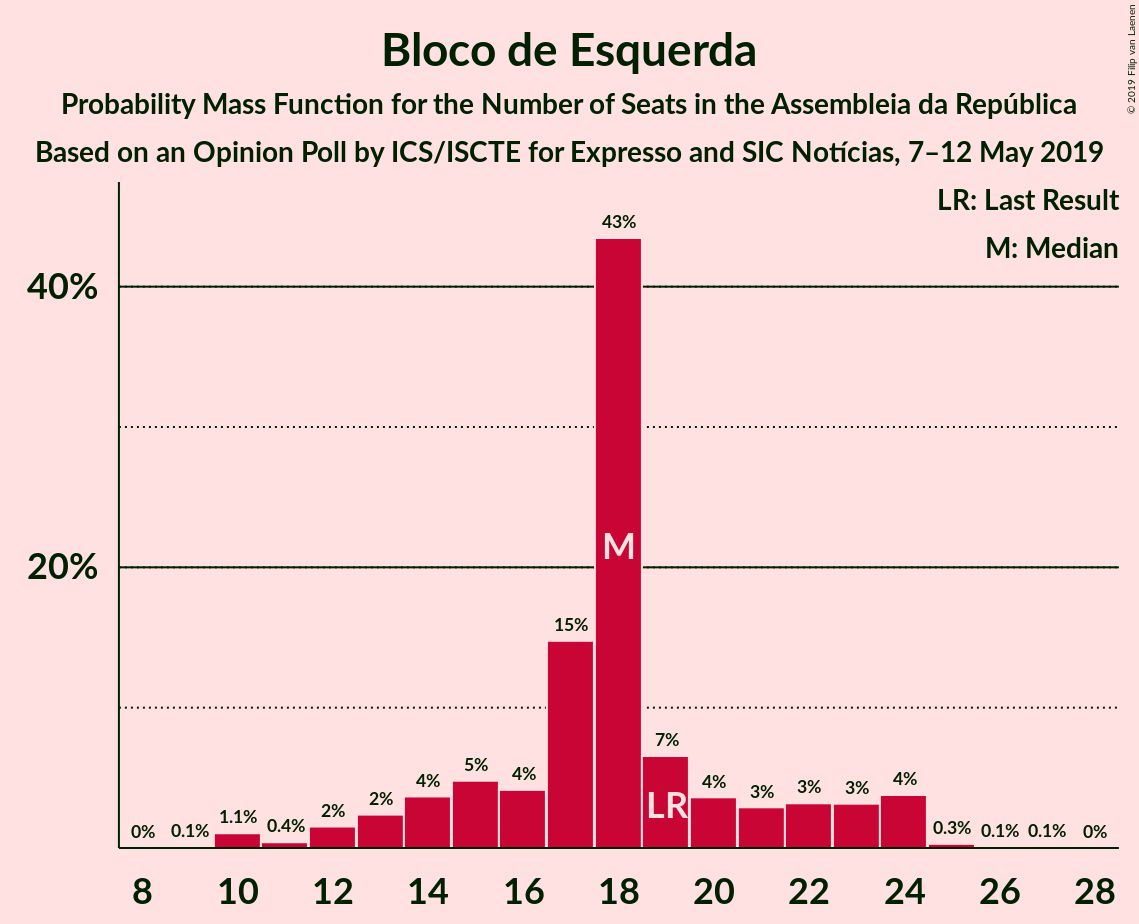 Bloco de Esquerda
Probability Mass Function for the Number of Seats in the Assembleia da República
Based on an Opinion Poll by ICS/ISCTE for Expresso and SIC Notícias, 7–12 May 2019
© 2019 Filip van Laenen
LR: Last Result
M: Median
40%
20%
0%
0.1%
1.1%
0.4%
2%
2%
4%
5%
4%
15%
43%
7%
4%
3%
3%
3%
4%
0.3%
0.1%
0.1%
0%
M
LR
8 10 12 14 16 18 20 22 24 26 28